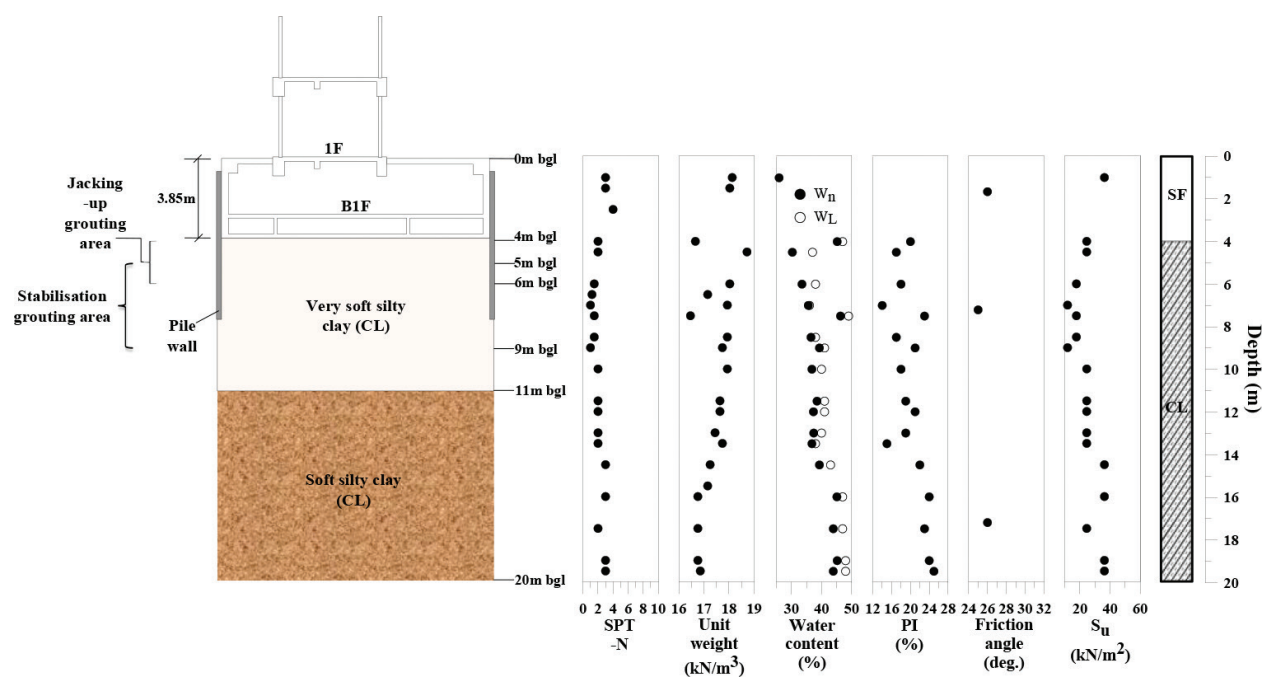 1F
0m bgl
Jacking
-up
grouting
area
3.85m
B1F
4m bgl
5m bgl
6m bgl
Stabilisation
grouting area
Very soft silty
clay (CL)
Pile
wall
9m bgl
11m bgl
Soft silty clay
(CL)
20m bgl
0 2 4 6 8 10
SPT
-N
16 17 18 19
Unit
weight
(kN/m³)
Wn
WL
30 40 50
Water
content
(%)
12 16 20 24 28
PI
(%)
24 26 28 30 32
Friction
angle
(deg.)
20 40 60
Su
(kN/m²)
SF
CL
0
2
4
6
8
10
12
14
16
18
20
Depth (m)